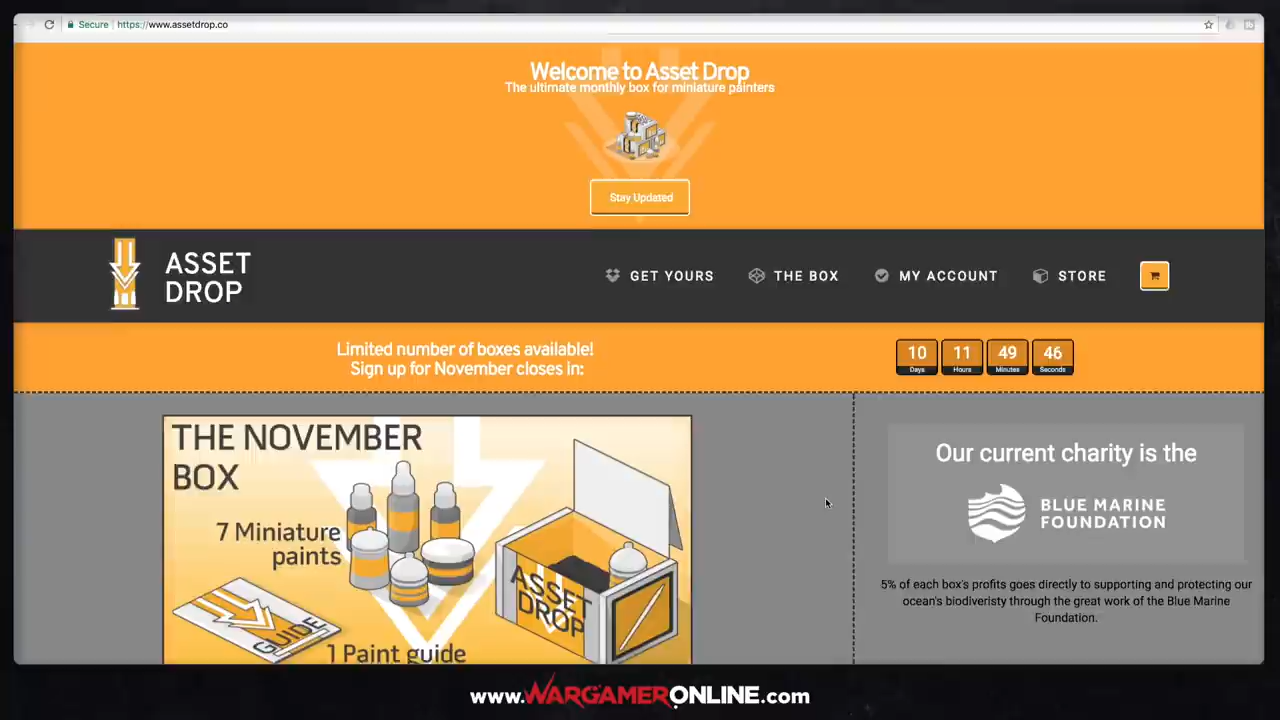 Secure | https://www.assetdrop.co
Welcome to Asset Drop
The ultimate monthly box for miniature painters
Stay Updated
ASSET
DROP
GET YOURS
THE BOX
MY ACCOUNT
STORE
Limited number of boxes available!
Sign up for November closes in:
10 11 49 46
Days Hours Minutes Seconds
THE NOVEMBER
BOX
7 Miniature
paints
ASSET
DROP
GUIDE
1 Paint guide
Our current charity is the
BLUE MARINE
FOUNDATION
5% of each box's profits goes directly to supporting and protecting our
ocean's biodiveristy through the great work of the Blue Marine
Foundation.
www.WARGAMERONLINE.com